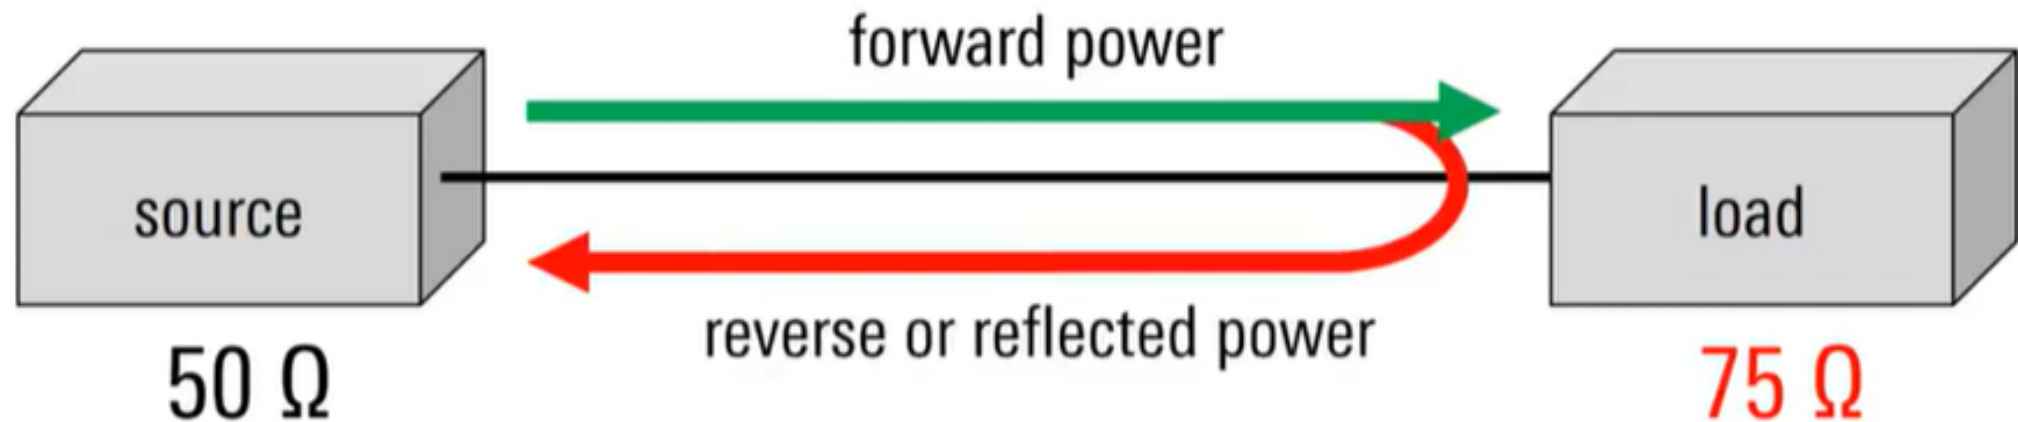 forward power
source
load
reverse or reflected power
50 Ω
75 Ω